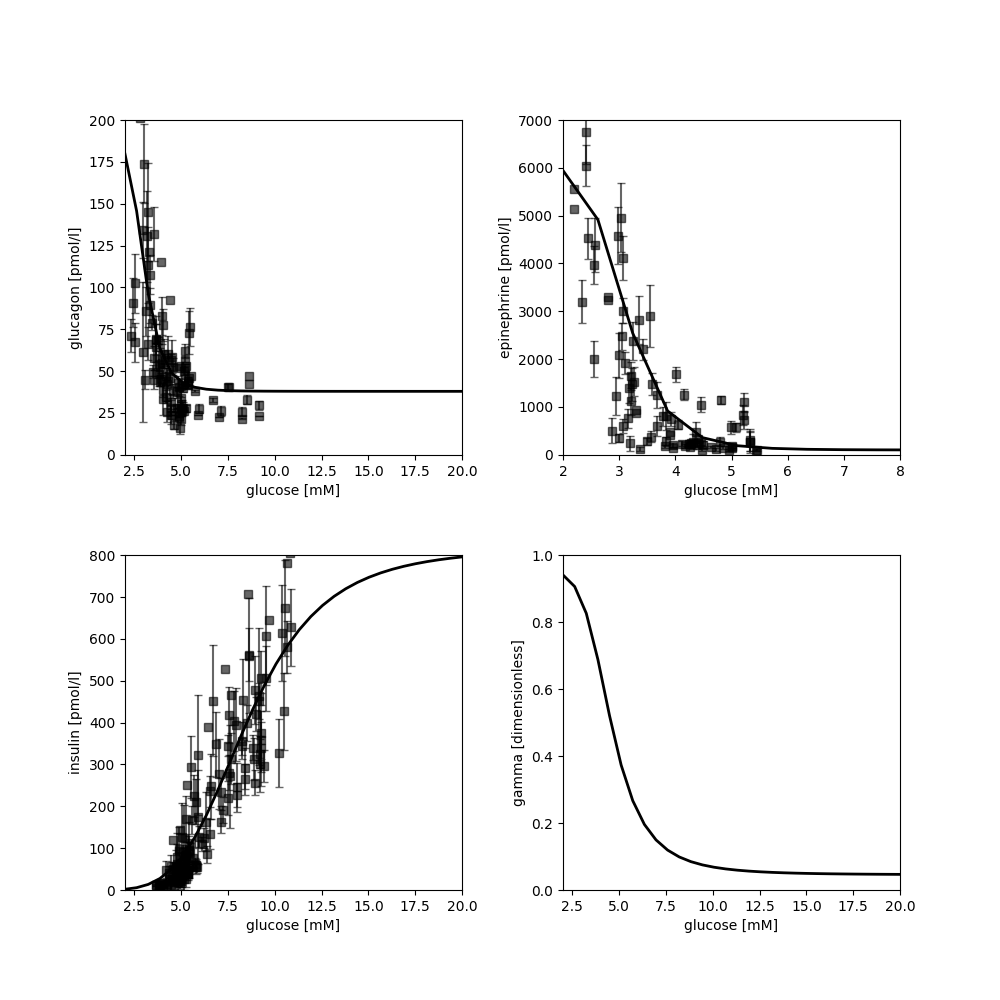 200
175
150
125
100
75
50
25
0
glucagon [pmol/l]
2.5 5.0 7.5 10.0 12.5 15.0 17.5 20.0
glucose [mM]
7000
6000
5000
4000
3000
2000
1000
0
epinephrine [pmol/l]
2 3 4 5 6 7 8
glucose [mM]
800
700
600
500
400
300
200
100
0
insulin [pmol/l]
2.5 5.0 7.5 10.0 12.5 15.0 17.5 20.0
glucose [mM]
1.0
0.8
0.6
0.4
0.2
0.0
gamma [dimensionless]
2.5 5.0 7.5 10.0 12.5 15.0 17.5 20.0
glucose [mM]